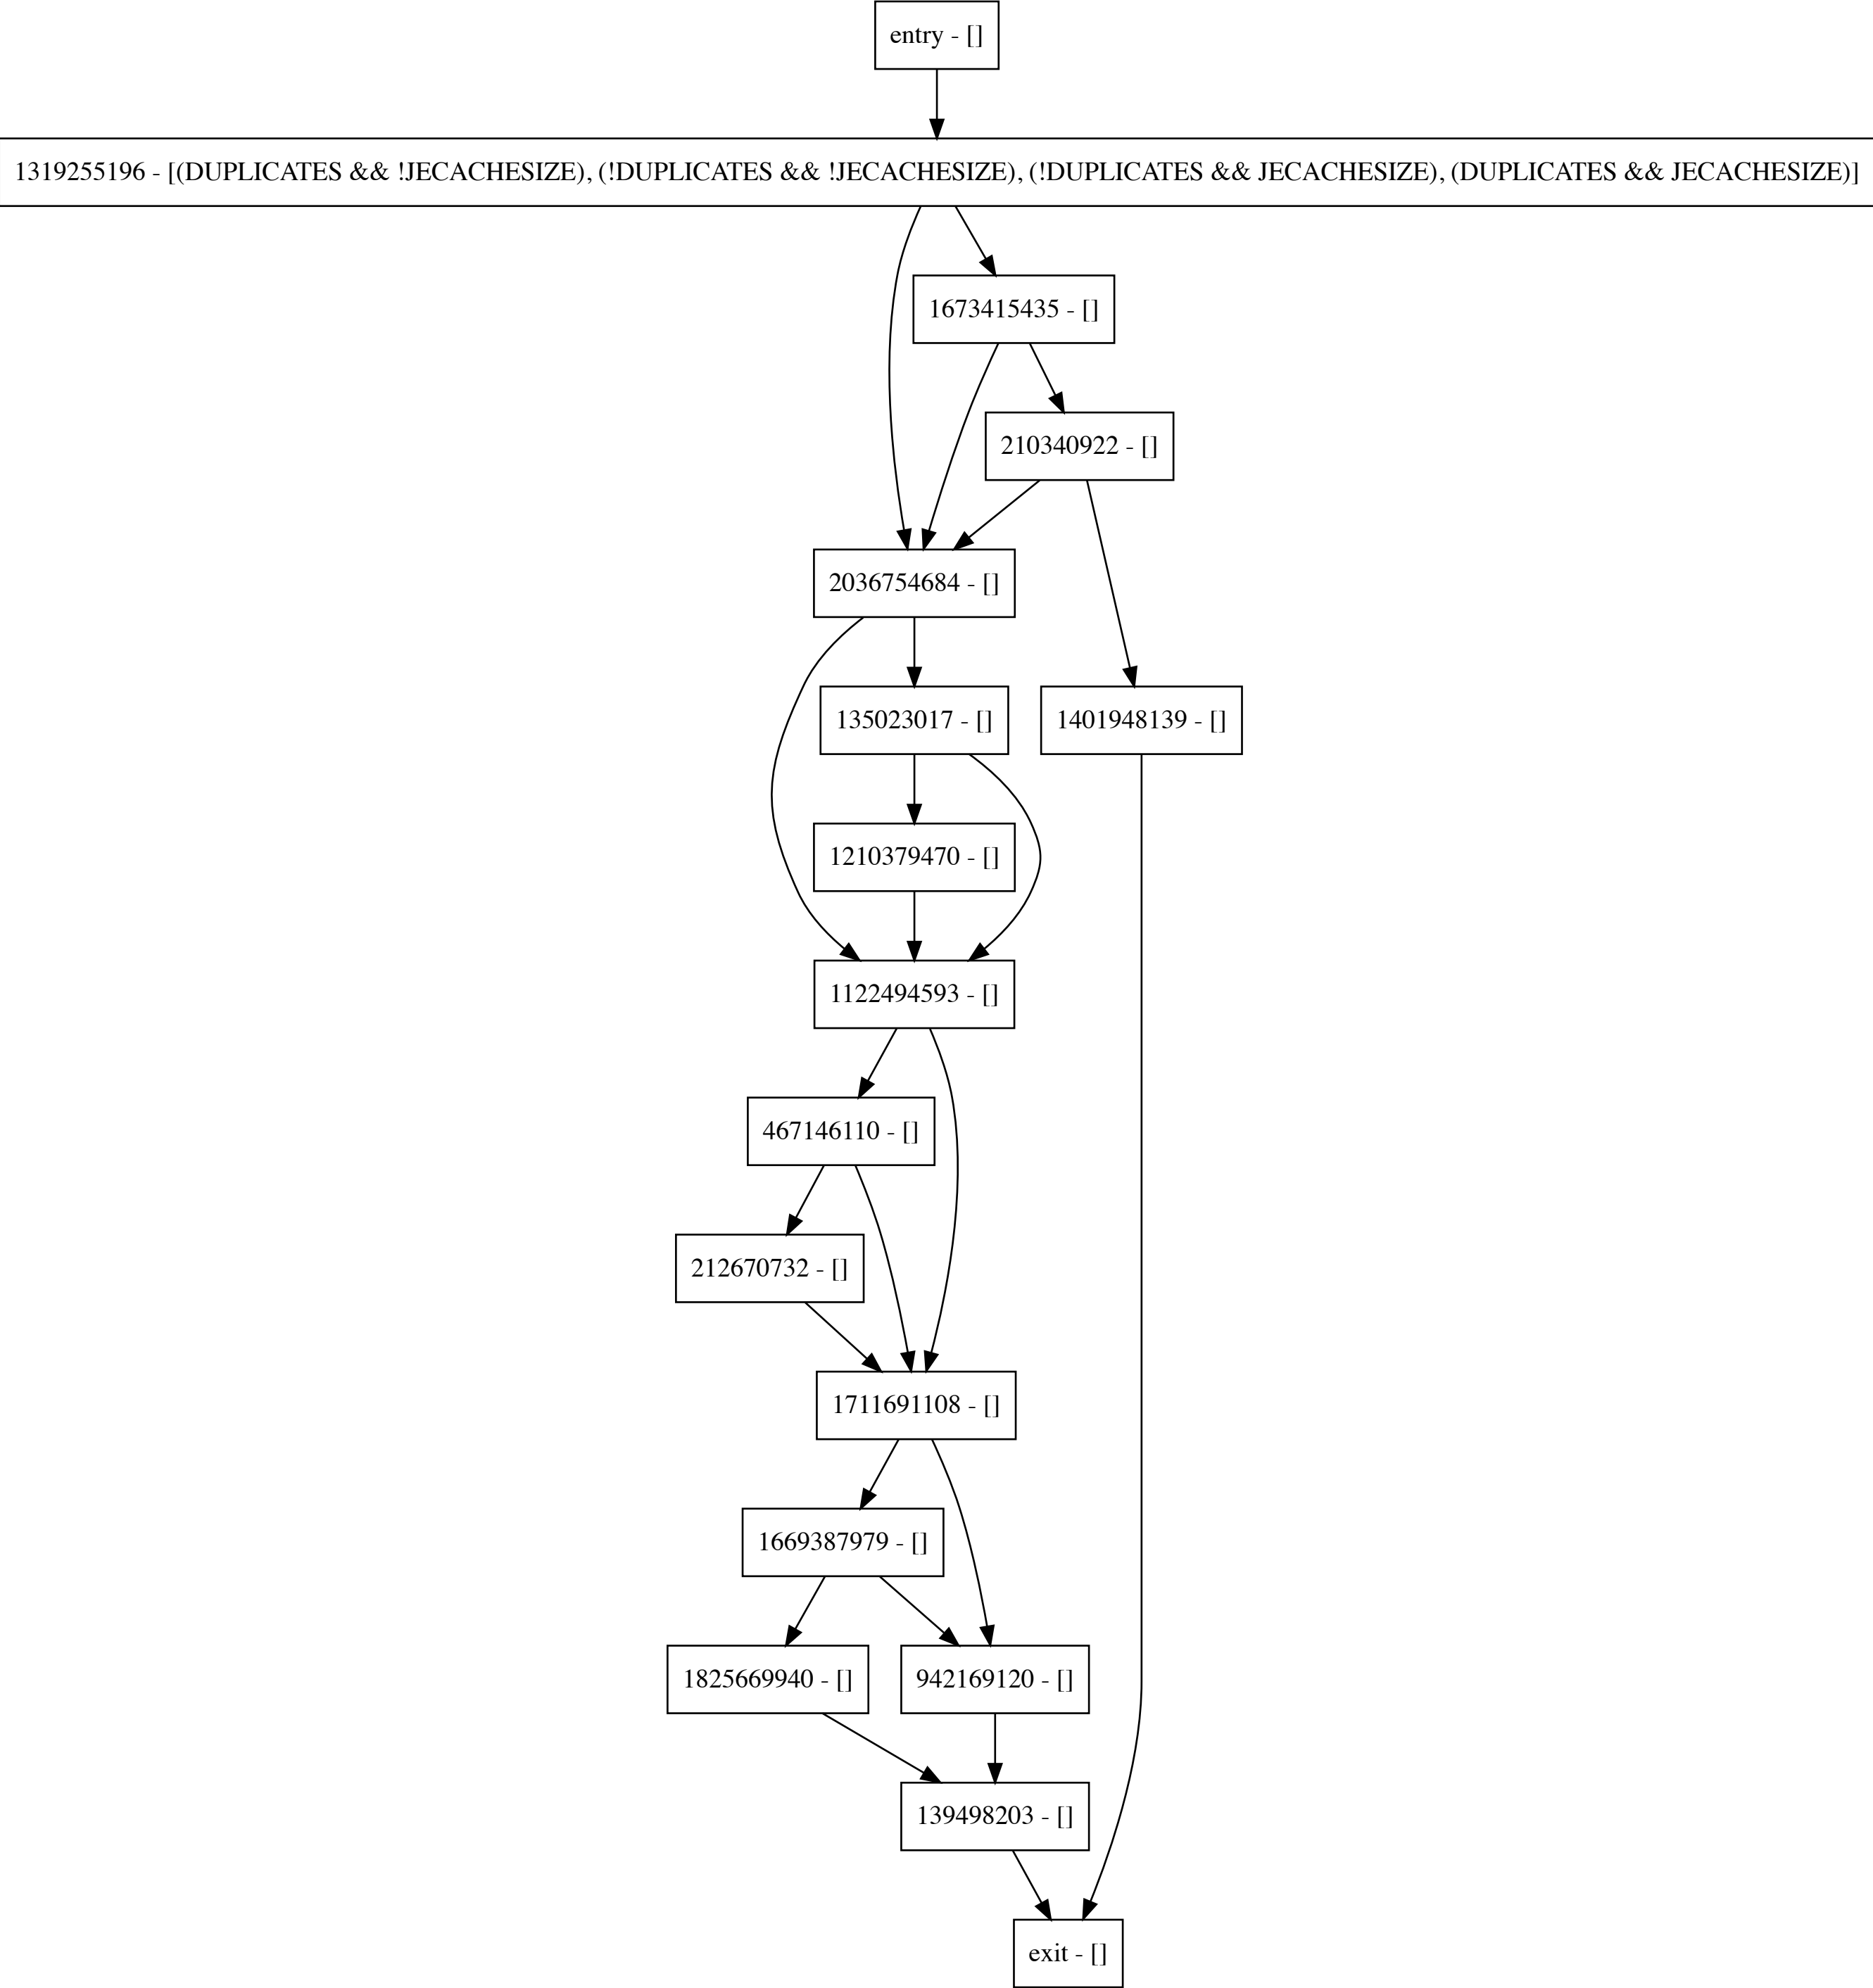 entry - []
1319255196 - [(DUPLICATES && !JECACHESIZE), (!DUPLICATES && !JECACHESIZE), (!DUPLICATES && JECACHESIZE), (DUPLICATES && JECACHESIZE)]
1673415435 - []
210340922 - []
2036754684 - []
135023017 - []
1401948139 - []
1210379470 - []
1122494593 - []
467146110 - []
212670732 - []
1711691108 - []
1669387979 - []
1825669940 - []
942169120 - []
139498203 - []
exit - []